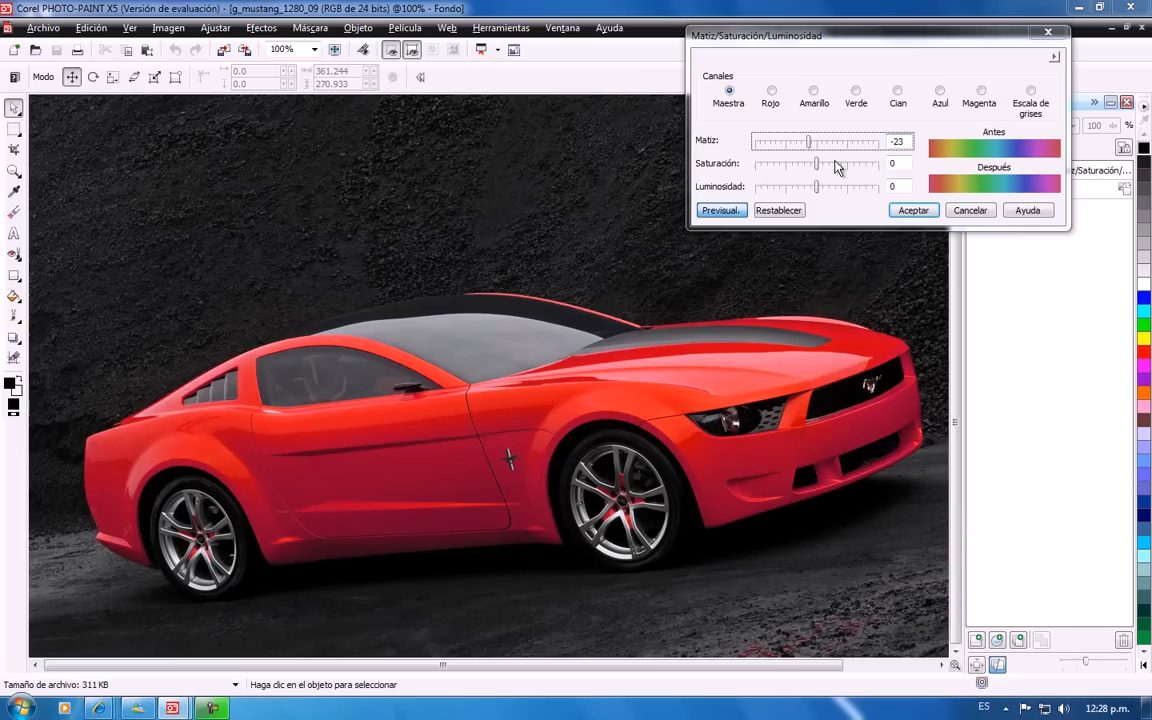 Corel PHOTO-PAINT X5 (Versión de evaluación) - [g_mustang_1280_09 (RGB de 24 bits) - Fondo]
Archivo Edición Ver Imagen Ajustar Efectos Máscara Objeto Película Web Herramientas Ventana Ayuda
100%
Modo 0.0 361.244
0.0 270.933
Matiz/Saturación/Luminosidad
Canales
Maestra Rojo Amarillo Verde Cian Azul Magenta Escala de
grises
Antes
Matiz: -23
Saturación: 0
Después
Luminosidad: 0
Previsual. Restablecer Aceptar Cancelar Ayuda
100 %
z/Saturación/...
Tamaño de archivo: 311 KB Haga clic en el objeto para seleccionar
ES 12:28 p.m.